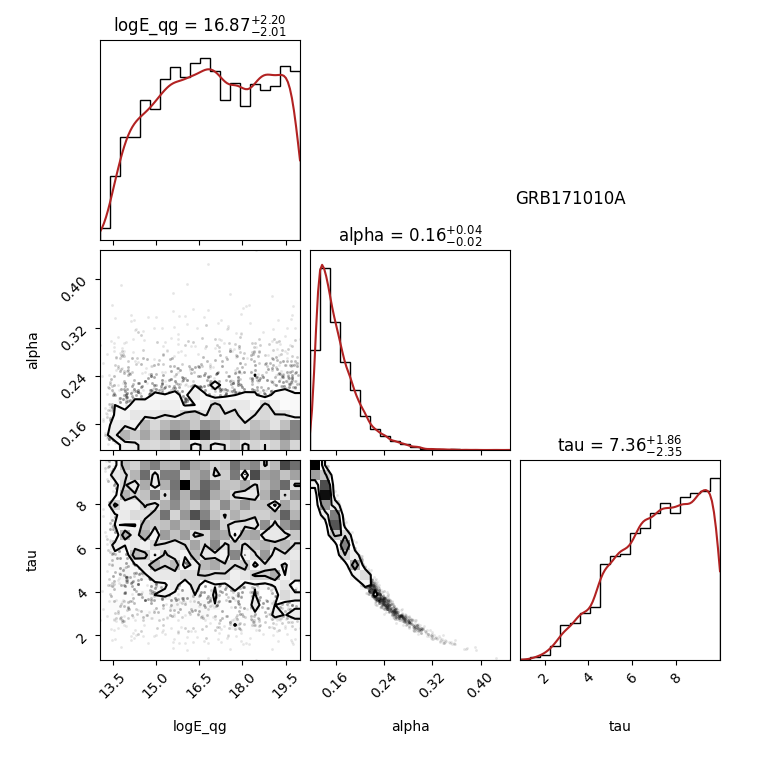 logE_qg = 16.87+2.20−2.01
GRB171010A
alpha = 0.16+0.04−0.02
alpha
0.40
0.32
0.24
0.16
tau = 7.36+1.86−2.35
tau
8
6
4
2
13.5 15.0 16.5 18.0 19.5
0.16 0.24 0.32 0.40
2 4 6 8
logE_qg
alpha
tau